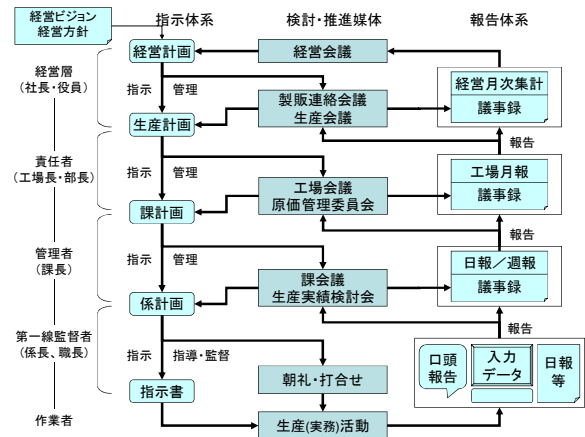 経営ビジョン
経営方針
指示体系
検討・推進媒体
報告体系
経営計画
経営会議
経営層
(社長・役員)
指示
管理
製販連絡会議
生産会議
経営月次集計
議事録
生産計画
報告
責任者
(工場長・部長)
指示
管理
工場会議
原価管理委員会
工場月報
議事録
課計画
報告
管理者
(課長)
指示
管理
課会議
生産実績検討会
日報/週報
議事録
係計画
報告
第一線監督者
(係長、職長)
指示
指導・監督
朝礼・打合せ
口頭
報告
入力
データ
日報
等
指示書
作業者
生産(実務)活動